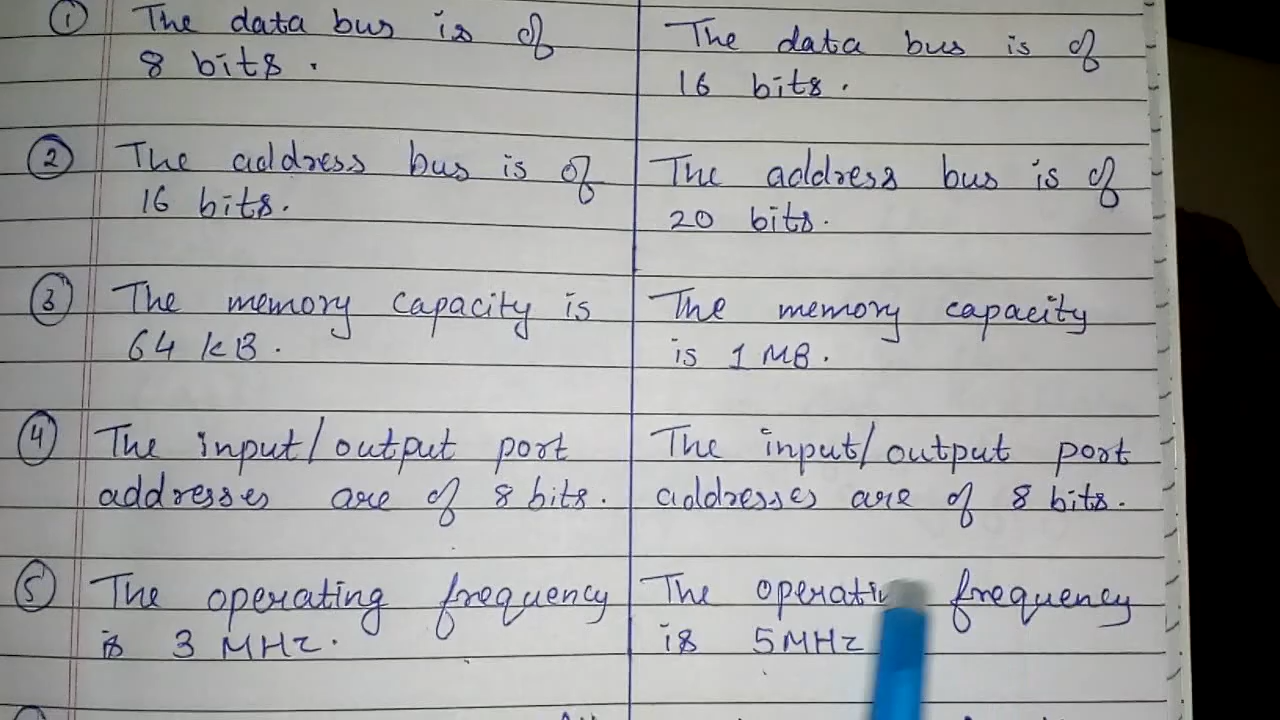 ① The data bus is of
8 bits.
The data bus is of
16 bits.
② The address bus is of
16 bits.
The address bus is of
20 bits.
③ The memory capacity is
64 kB.
The memory capacity
is 1 MB.
④ The input/output port
addresses are of 8 bits.
The input/output port
addresses are of 8 bits.
⑤ The operating frequency
is 3 MHz.
The operating frequency
is 5MHz